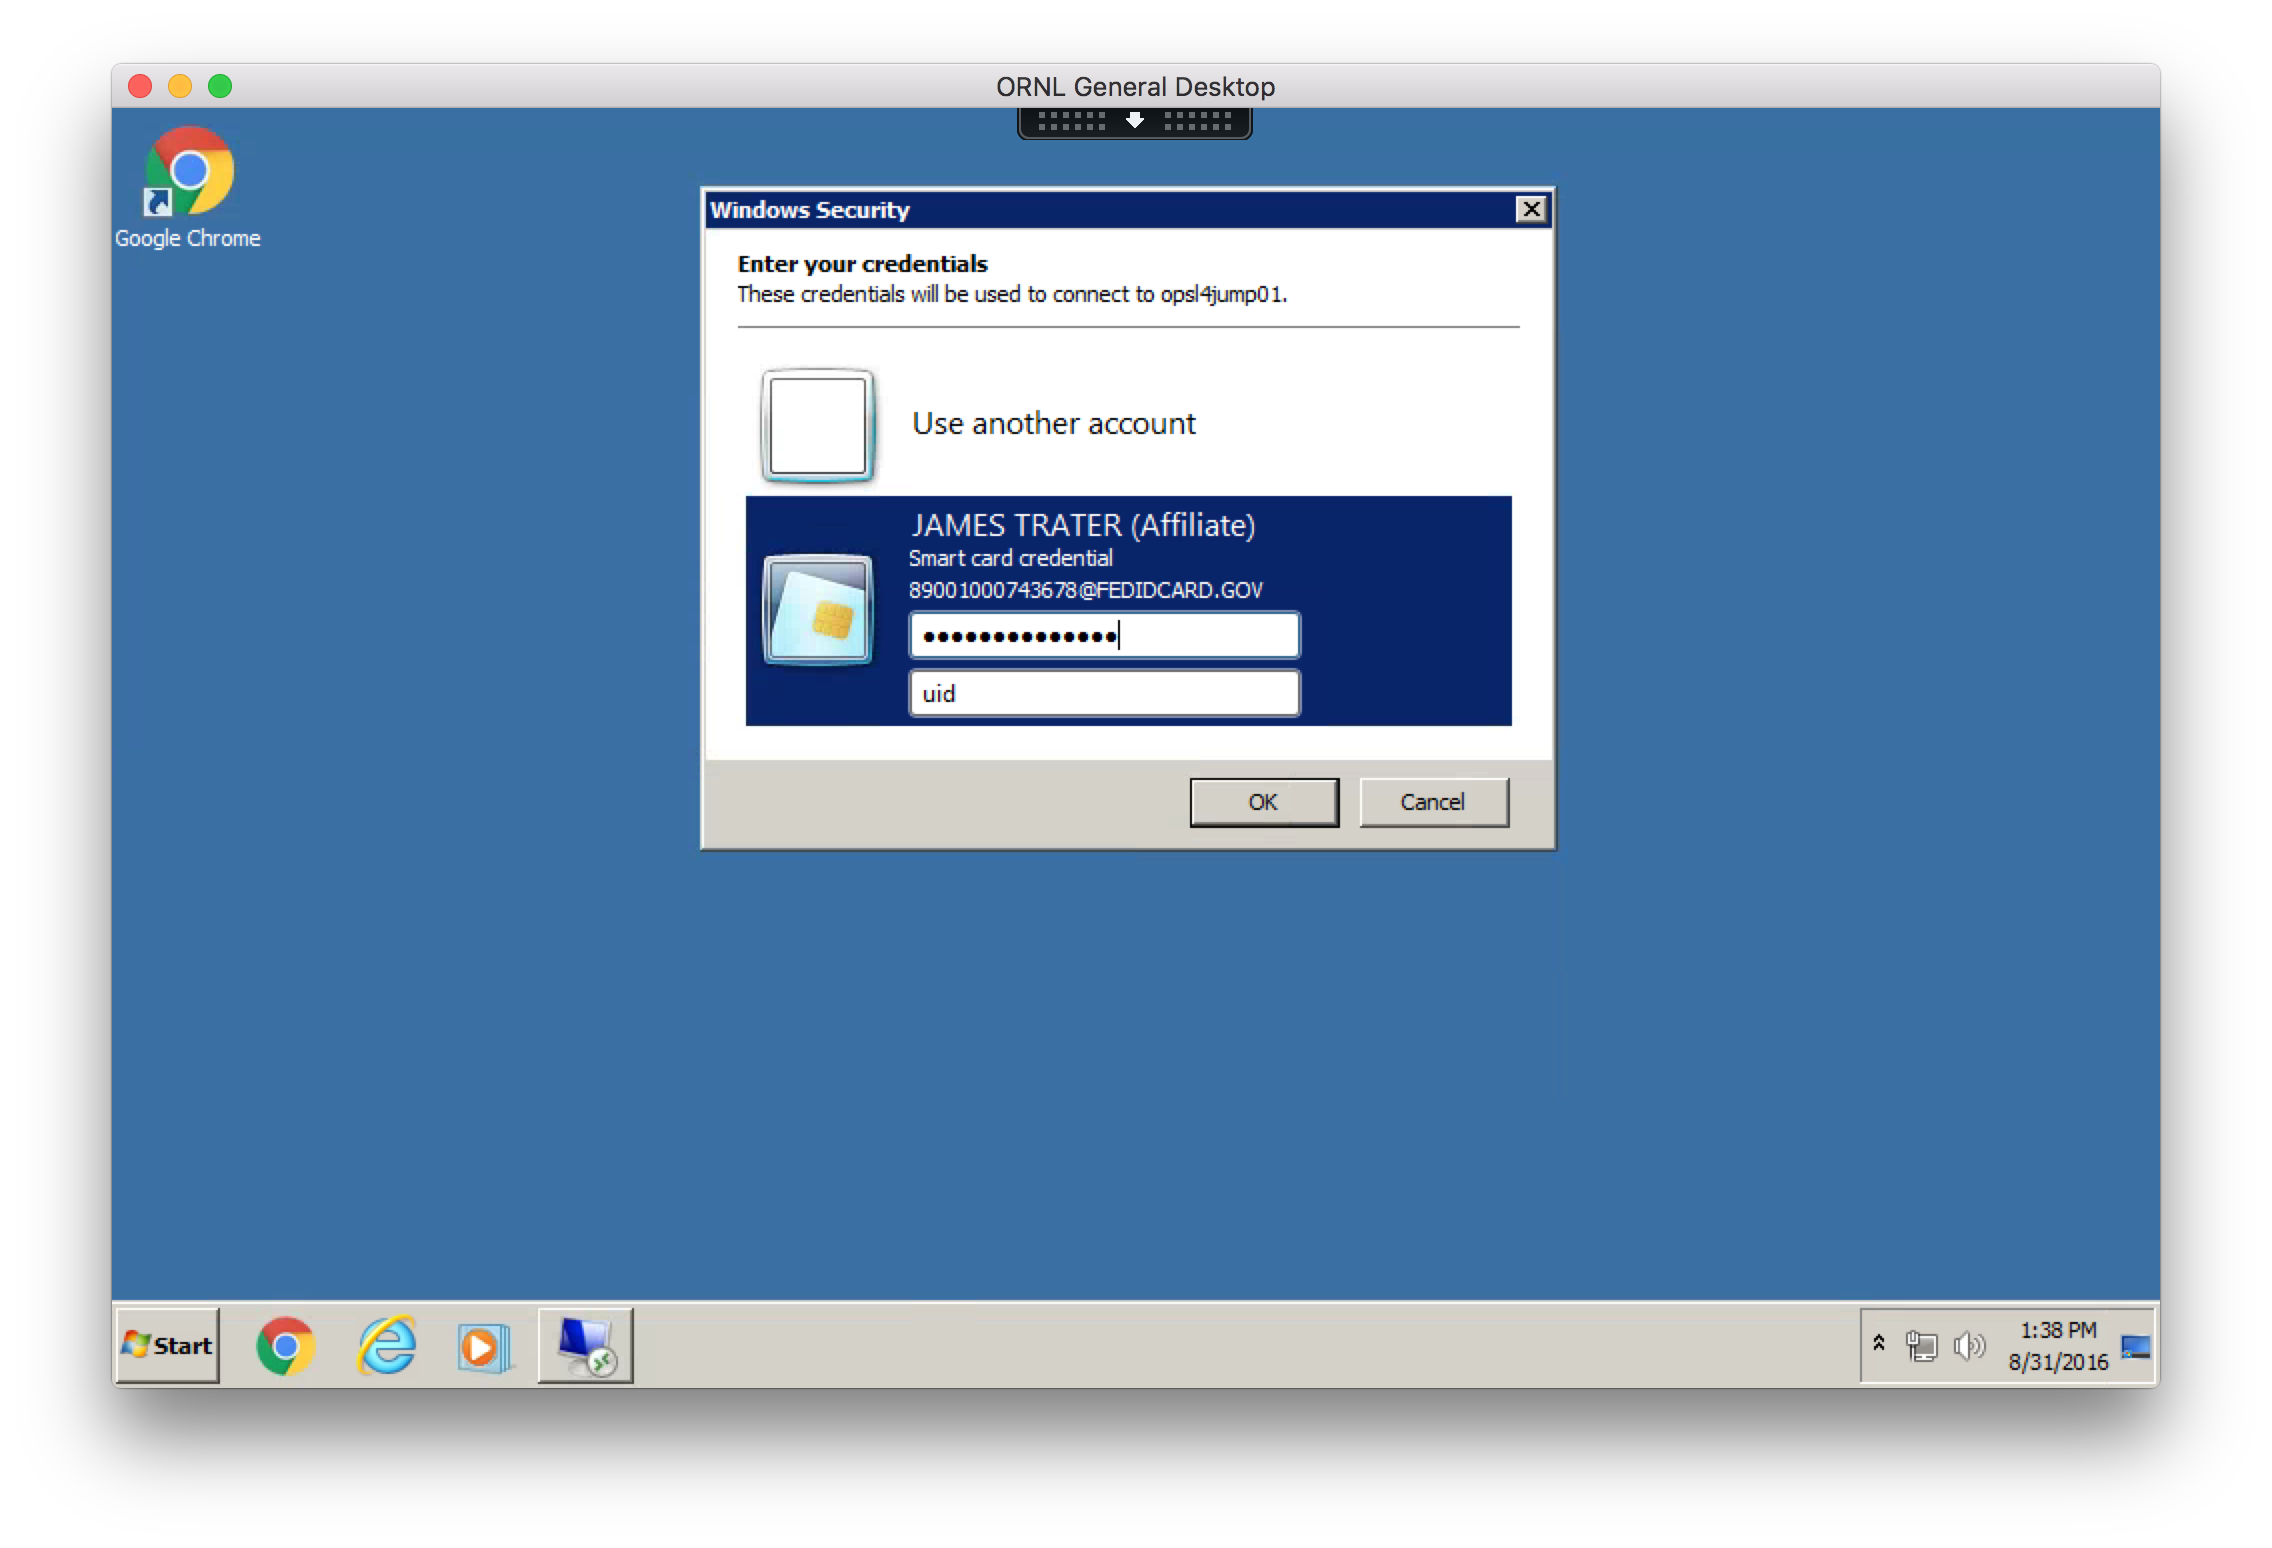 ORNL General Desktop
Google Chrome
Windows Security
Enter your credentials
These credentials will be used to connect to opsl4jump01.
Use another account
JAMES TRATER (Affiliate)
Smart card credential
89001000743678@FEDIDCARD.GOV
●●●●●●●●●●●●●●
uid
OK
Cancel
Start
1:38 PM
8/31/2016